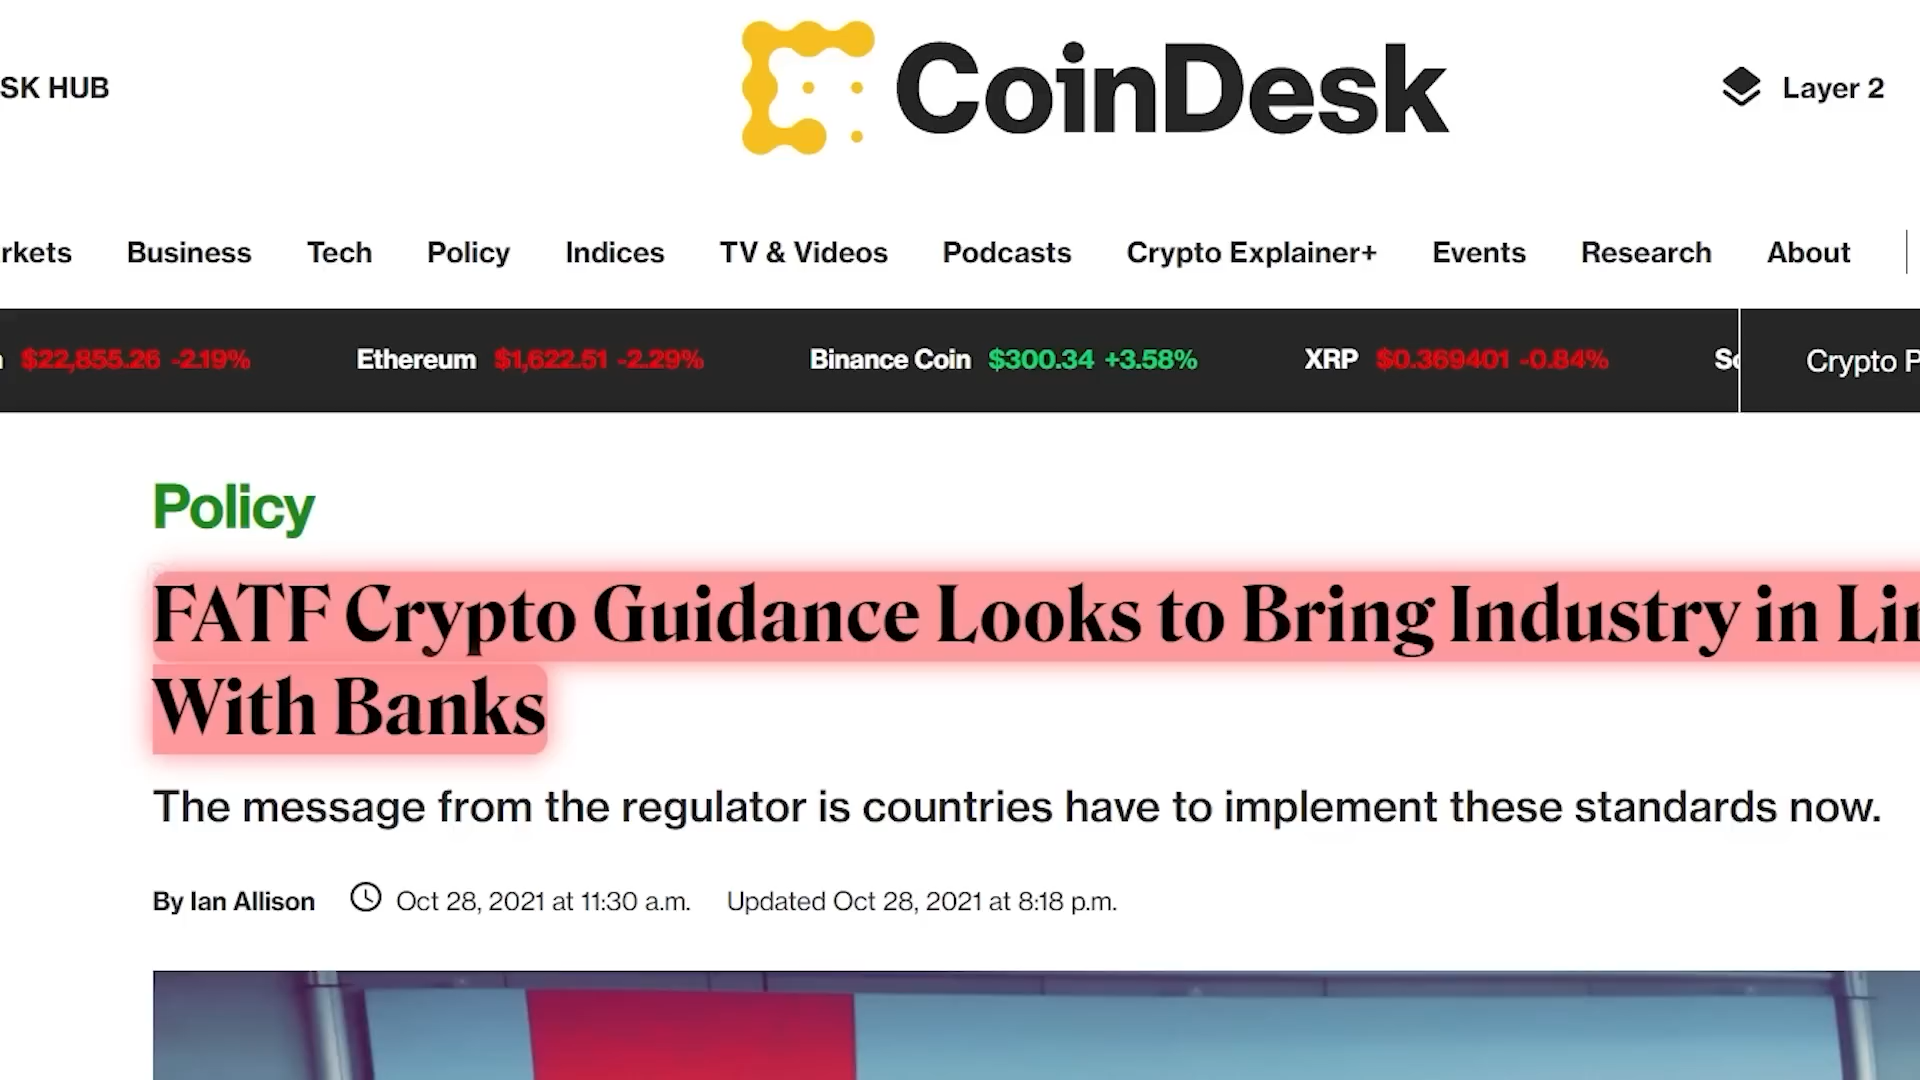 SK HUB
CoinDesk
Layer 2
rkets Business Tech Policy Indices TV & Videos Podcasts Crypto Explainer+ Events Research About
$22,855.26 -2.19% Ethereum $1,622.51 -2.29% Binance Coin $300.34 +3.58% XRP $0.369401 -0.84% So Crypto P
Policy
FATF Crypto Guidance Looks to Bring Industry in Lin
With Banks
The message from the regulator is countries have to implement these standards now.
By Ian Allison Oct 28, 2021 at 11:30 a.m. Updated Oct 28, 2021 at 8:18 p.m.